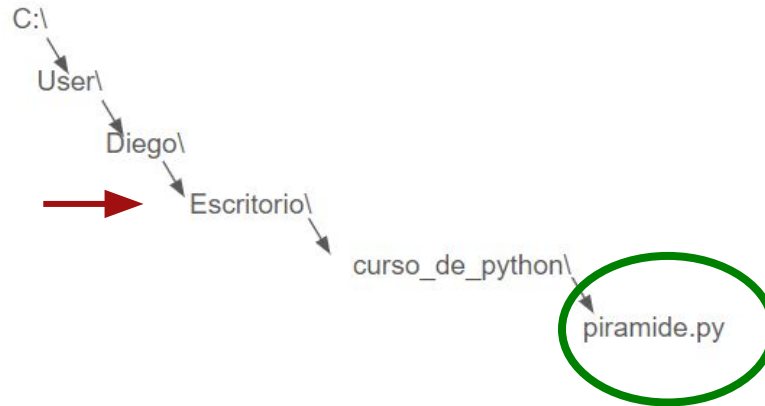 C:\
User\
Diego\
Escritorio\
curso_de_python\
piramide.py